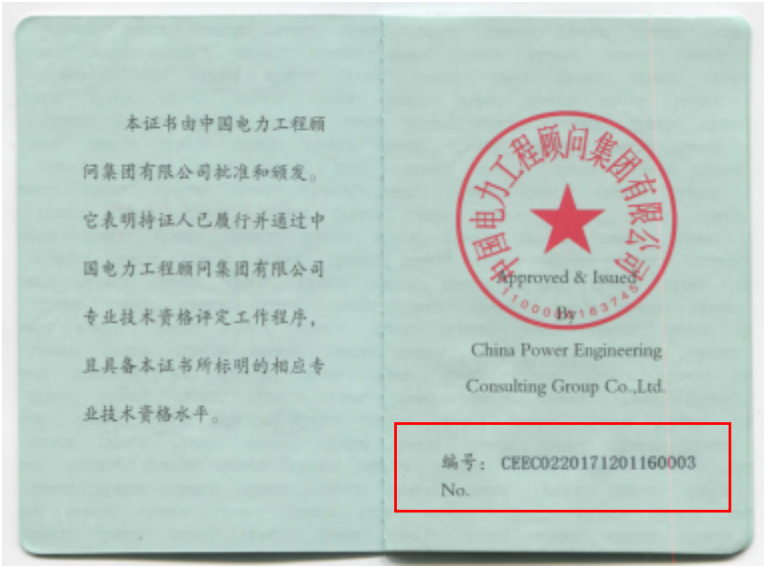 本证书由中国电力工程顾
问集团有限公司批准和颁发。
它表明持证人已履行并通过中
国电力工程顾问集团有限公司
专业技术资格评定工作程序，
且具备本证书所标明的相应专
业技术资格水平。
中国电力工程顾问集团有限公司
Approved & Issued
By
China Power Engineering
Consulting Group Co.,Ltd.
编号： CEEC0220171201160003
No.